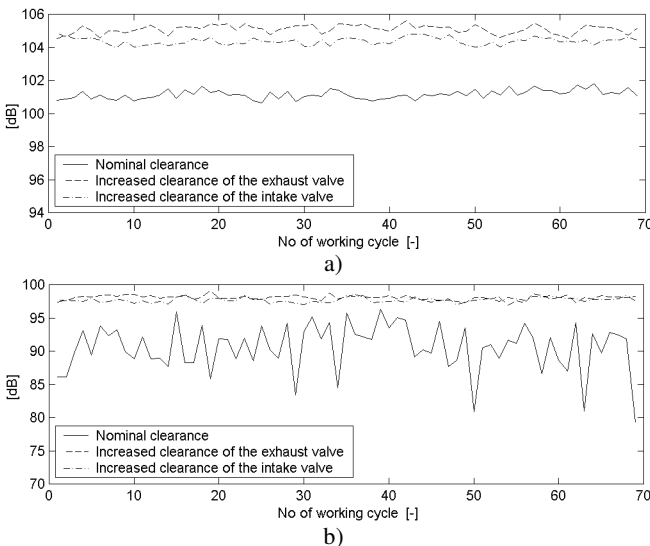 106
104
102
100
98
96
94
[dB]
Nominal clearance
Increased clearance of the exhaust valve
Increased clearance of the intake valve
0 10 20 30 40 50 60 70
No of working cycle [-]
a)
100
95
90
85
80
75
70
[dB]
Nominal clearance
Increased clearance of the exhaust valve
Increased clearance of the intake valve
0 10 20 30 40 50 60 70
No of working cycle [-]
b)